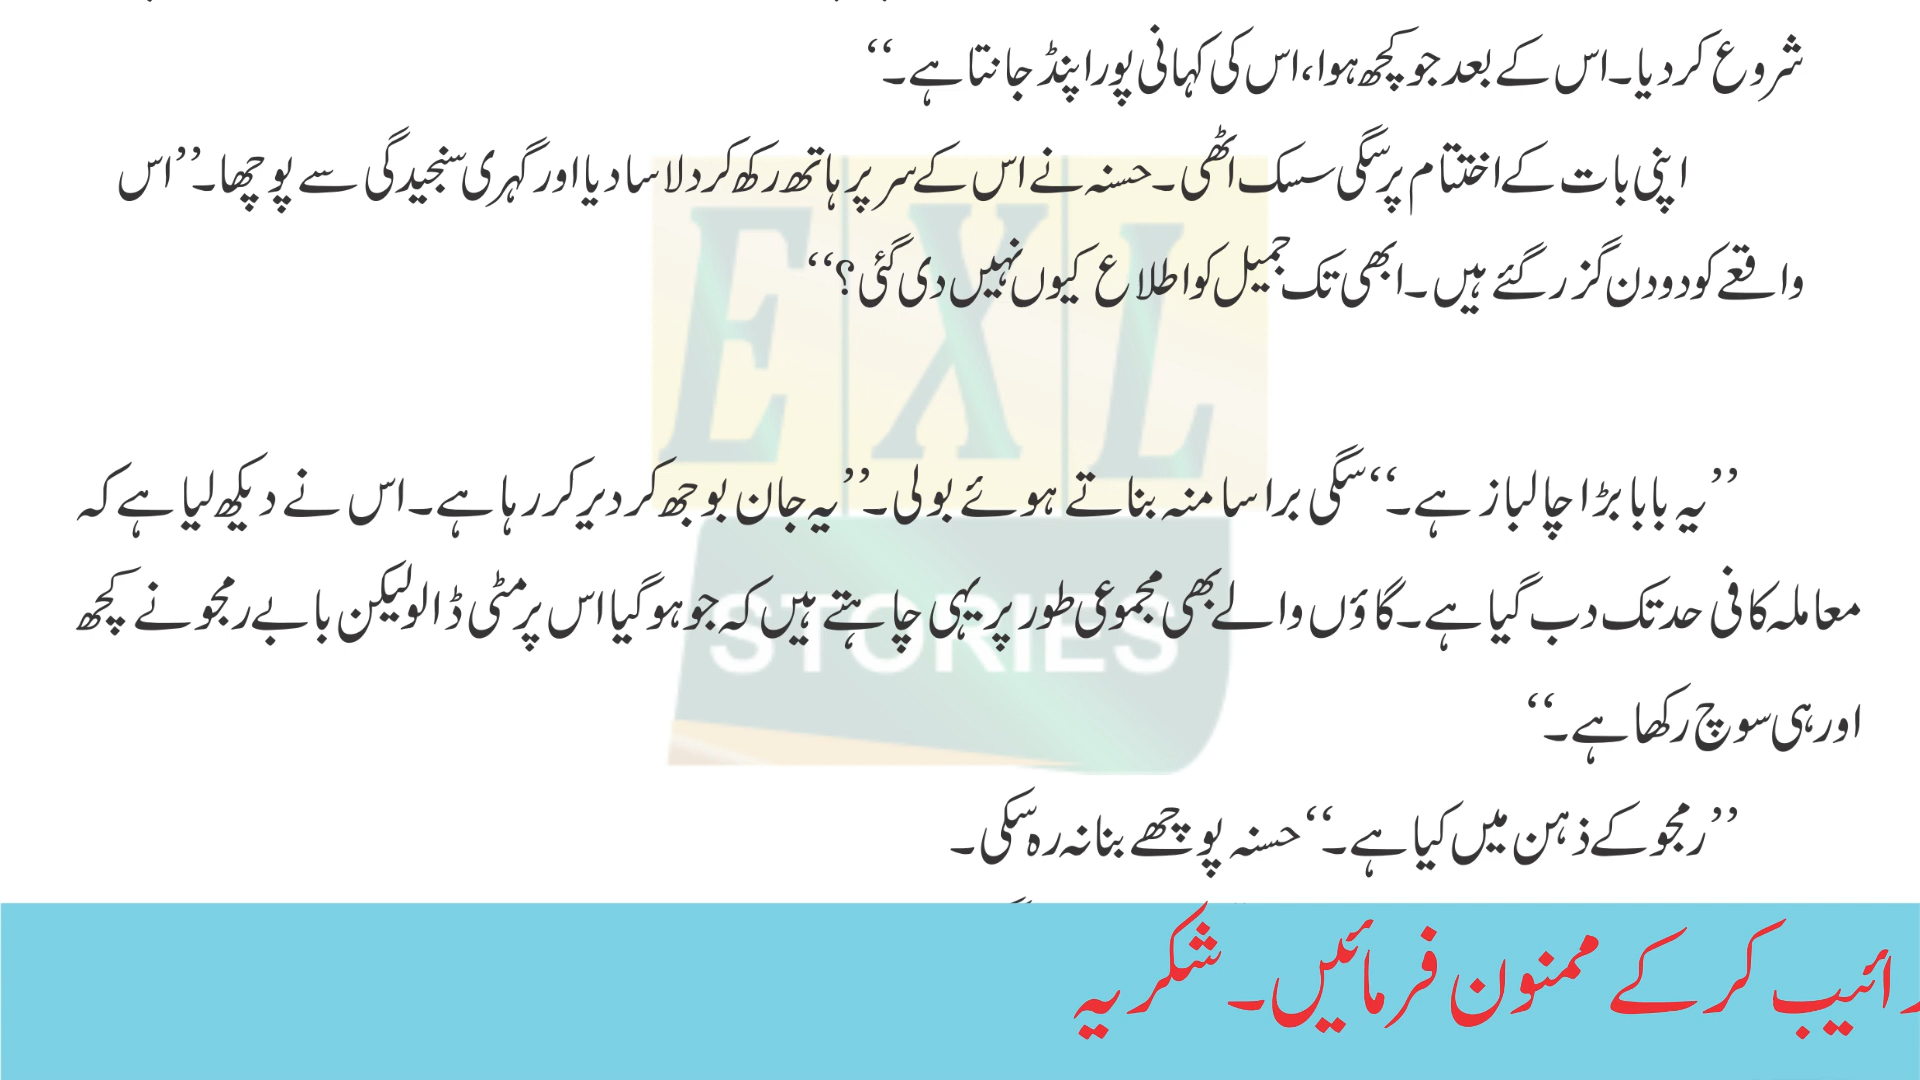 شروع کر دیا۔ اس کے بعد جو کچھ ہوا، اس کی کہانی پورا پنڈ جانتا ہے۔‘‘
اپنی بات کے اختتام پر سگی سسک اٹھی۔ حسنہ نے اس کے سر پر ہاتھ رکھ کر دلاسا دیا اور گہری سنجیدگی سے پوچھا۔ ’’اس
واقعے کو دو دن گزر گئے ہیں۔ ابھی تک جمیل کو اطلاع کیوں نہیں دی گئی؟‘‘
’’یہ بابا بڑا چالباز ہے۔‘‘ سگی برا سا منہ بناتے ہوئے بولی۔ ’’یہ جان بوجھ کر دیر کر رہا ہے۔ اس نے دیکھ لیا ہے کہ
معاملہ کافی حد تک دب گیا ہے۔ گاؤں والے بھی مجموعی طور پر یہی چاہتے ہیں کہ جو ہو گیا اس پر مٹی ڈالو لیکن بابے رمجو نے کچھ
اور ہی سوچ رکھا ہے۔‘‘
’’رمجو کے ذہن میں کیا ہے۔‘‘ حسنہ پوچھے بنا نہ رہ سکی۔
EXL
STORIES
رائیب کر کے ممنون فرمائیں۔ شکریہ